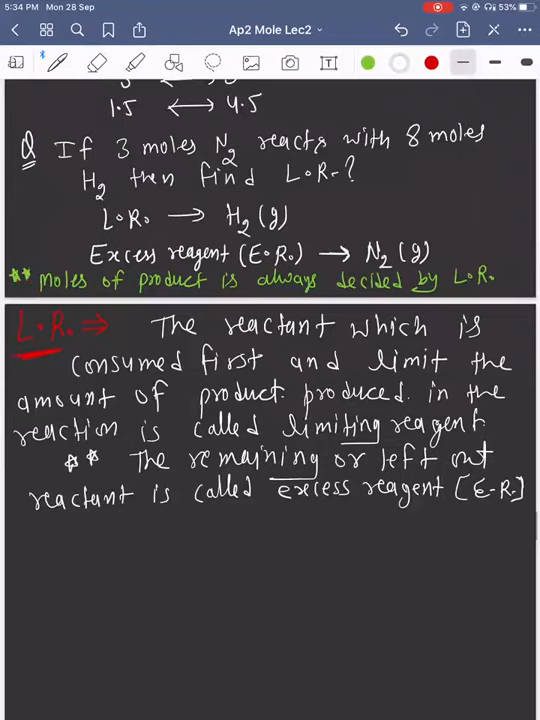 5:34 PM Mon 28 Sep
53%
Ap2 Mole Lec2
1.5 ⟷ 4.5
Q If 3 moles N2 reacts with 8 moles
H2 then find L.R.?
L.R. → H2(g)
Excess reagent (E.R.) → N2(g)
** moles of product is always decided by L.R.
L.R. ⇒ The reactant which is
consumed first and limit the
amount of product produced in the
reaction is called limiting reagent.
** The remaining or left out
reactant is called excess reagent [E.R.]